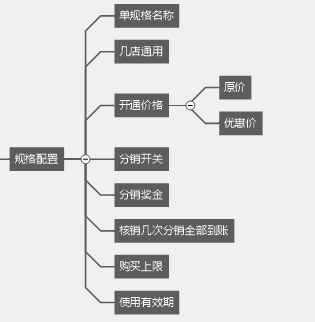 单规格名称
几店通用
开通价格
原价
优惠价
规格配置
分销开关
分销奖金
核销几次分销全部到账
购买上限
使用有效期